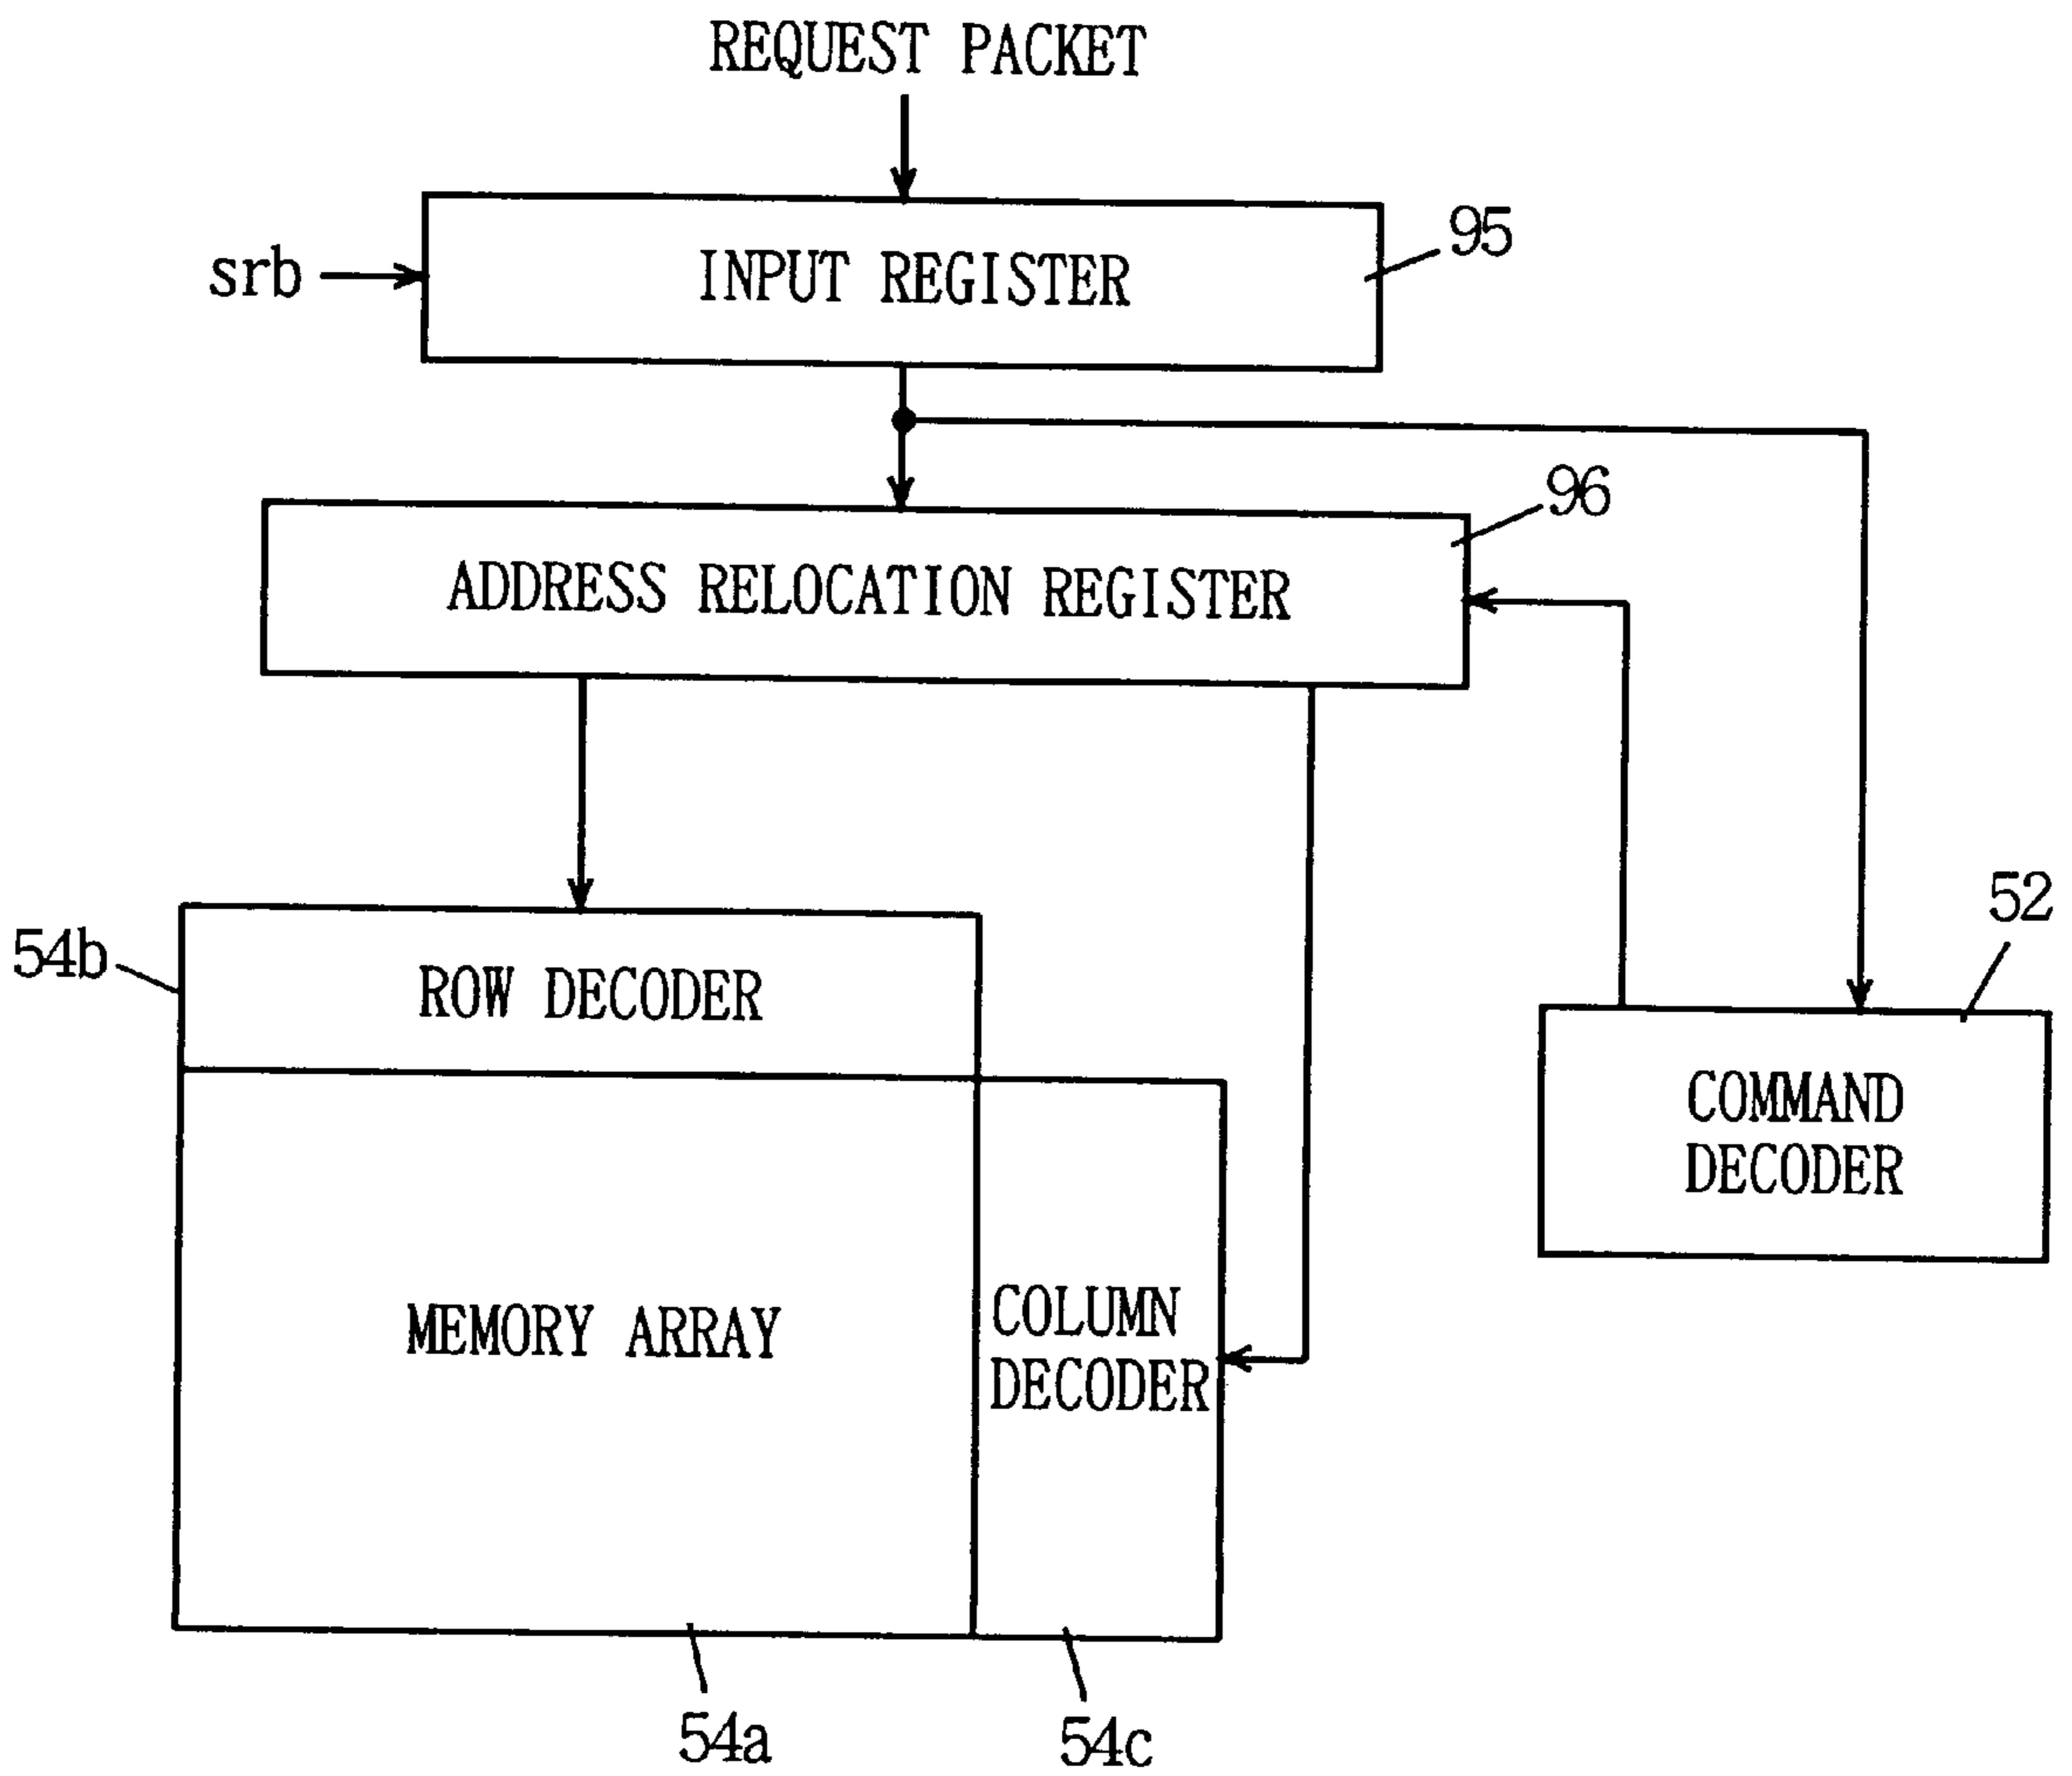 REQUEST PACKET
95
srb
INPUT REGISTER
96
ADDRESS RELOCATION REGISTER
52
54b
ROW DECODER
COMMAND
DECODER
MEMORY ARRAY
COLUMN
DECODER
54a
54c